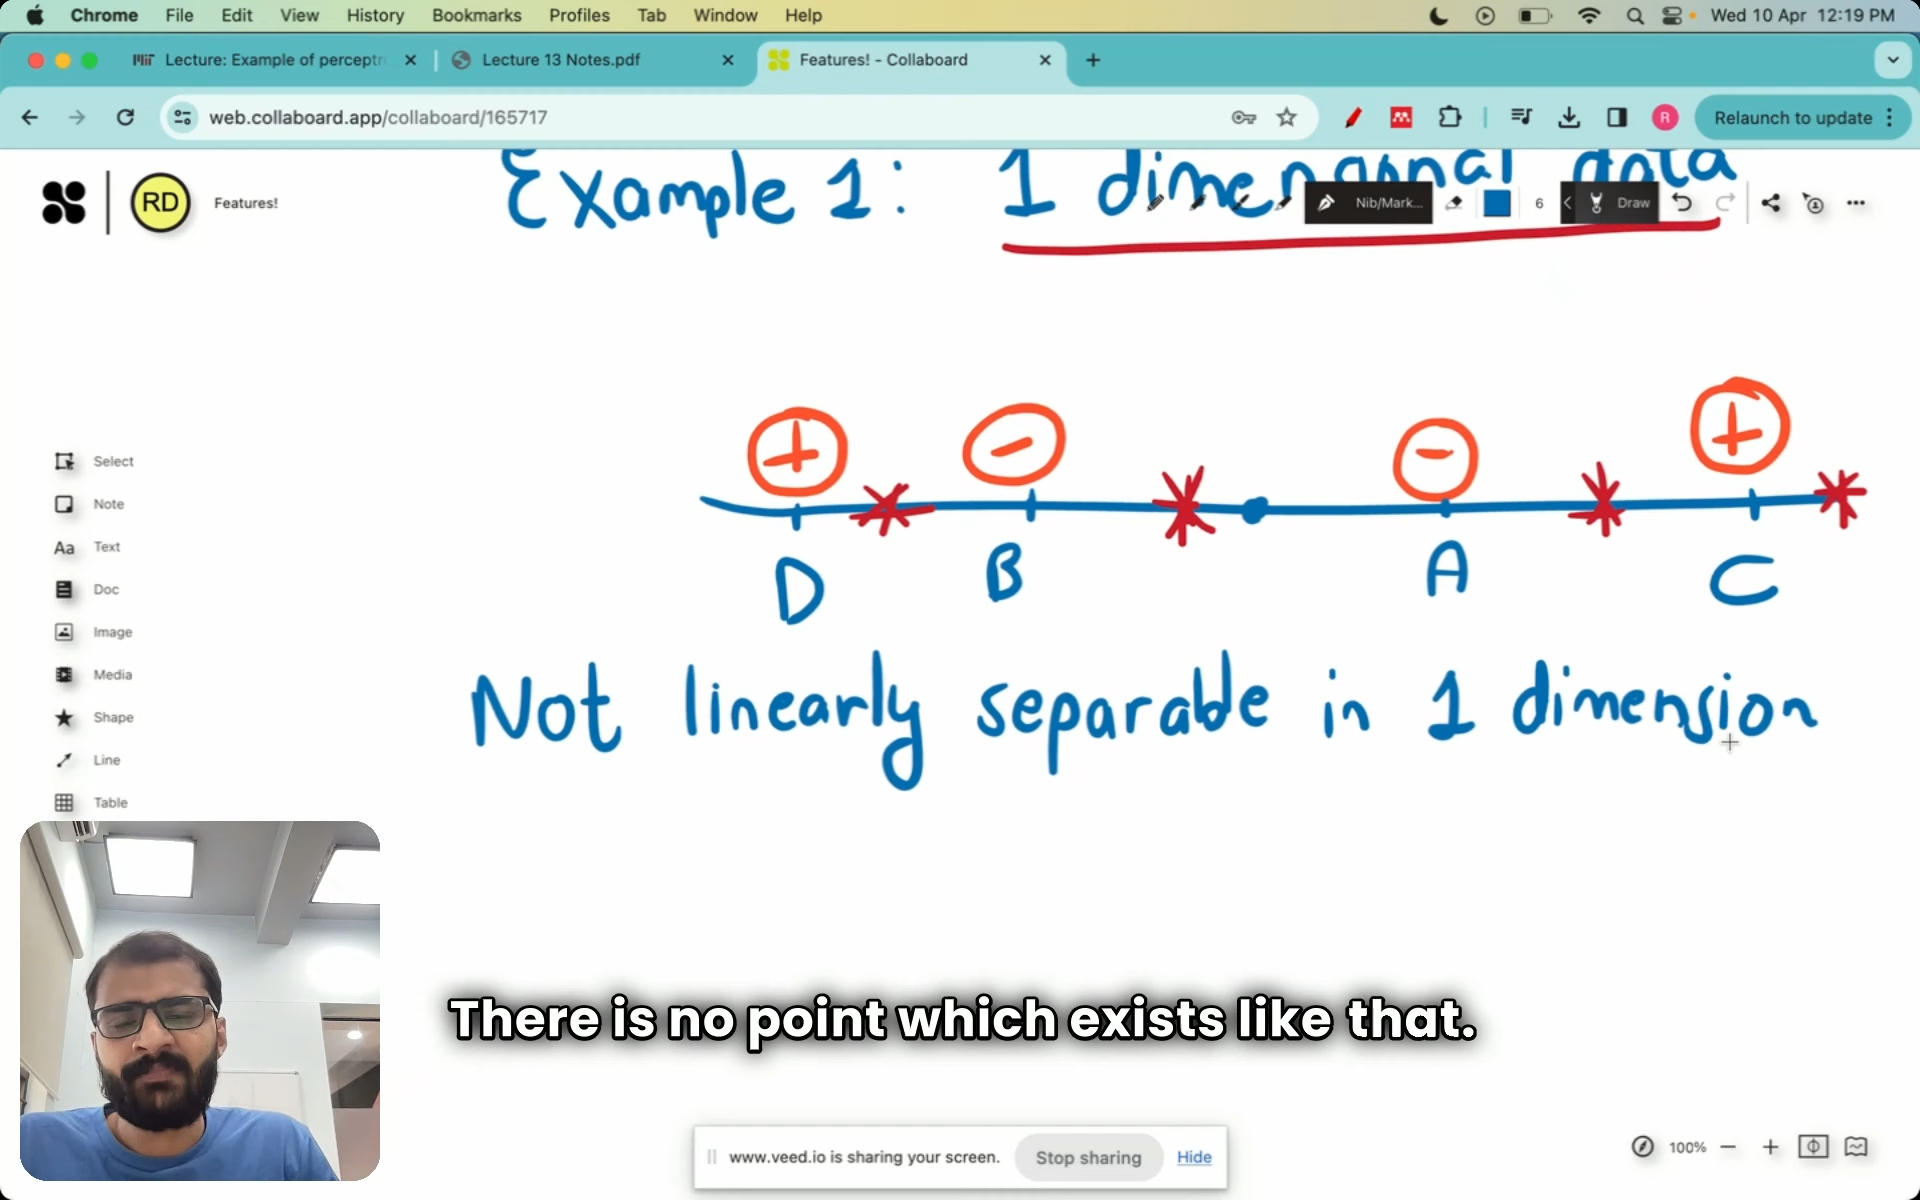 Chrome File Edit View History Bookmarks Profiles Tab Window Help Wed 10 Apr 12:19 PM
Lecture: Example of perceptr Lecture 13 Notes.pdf Features! - Collaboard
web.collaboard.app/collaboard/165717 R Relaunch to update
Example 1: 1 dimensional data
RD Features! Nib/Mark... 6 Draw
+ - - +
D B A C
Not linearly separable in 1 dimension
Select
Note
Aa Text
Doc
Image
Media
Shape
Line
Table
There is no point which exists like that.
www.veed.io is sharing your screen. Stop sharing Hide
100%